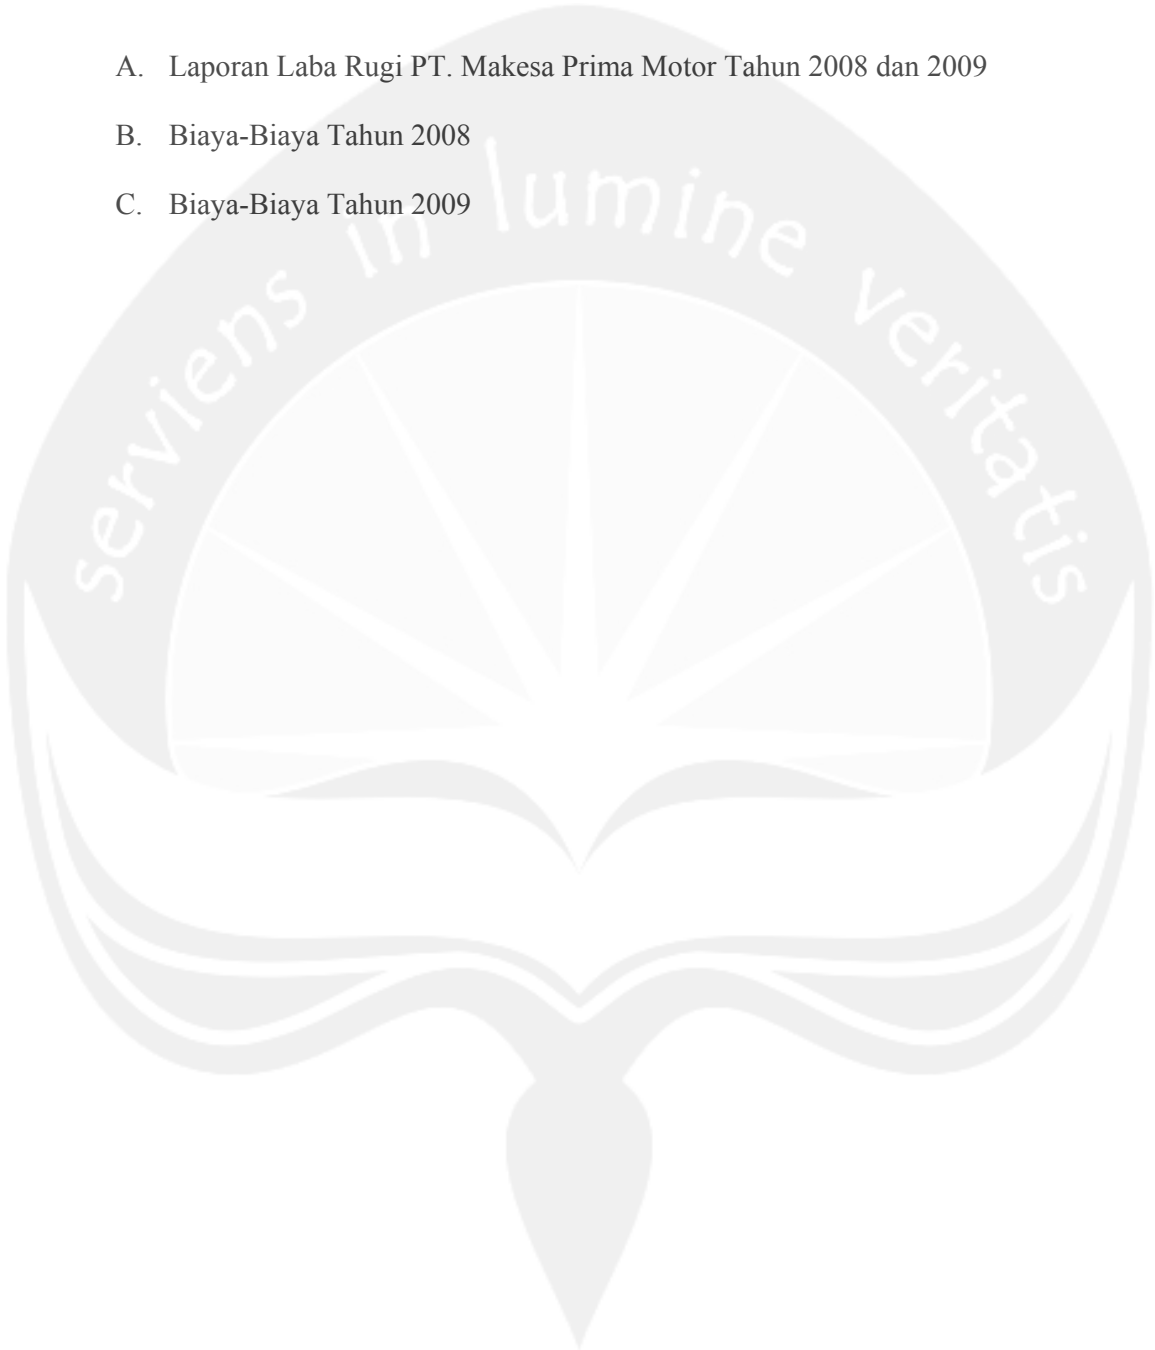 A. Laporan Laba Rugi PT. Makesa Prima Motor Tahun 2008 dan 2009
B. Biaya-Biaya Tahun 2008
C. Biaya-Biaya Tahun 2009
serviens in lumine veritatis